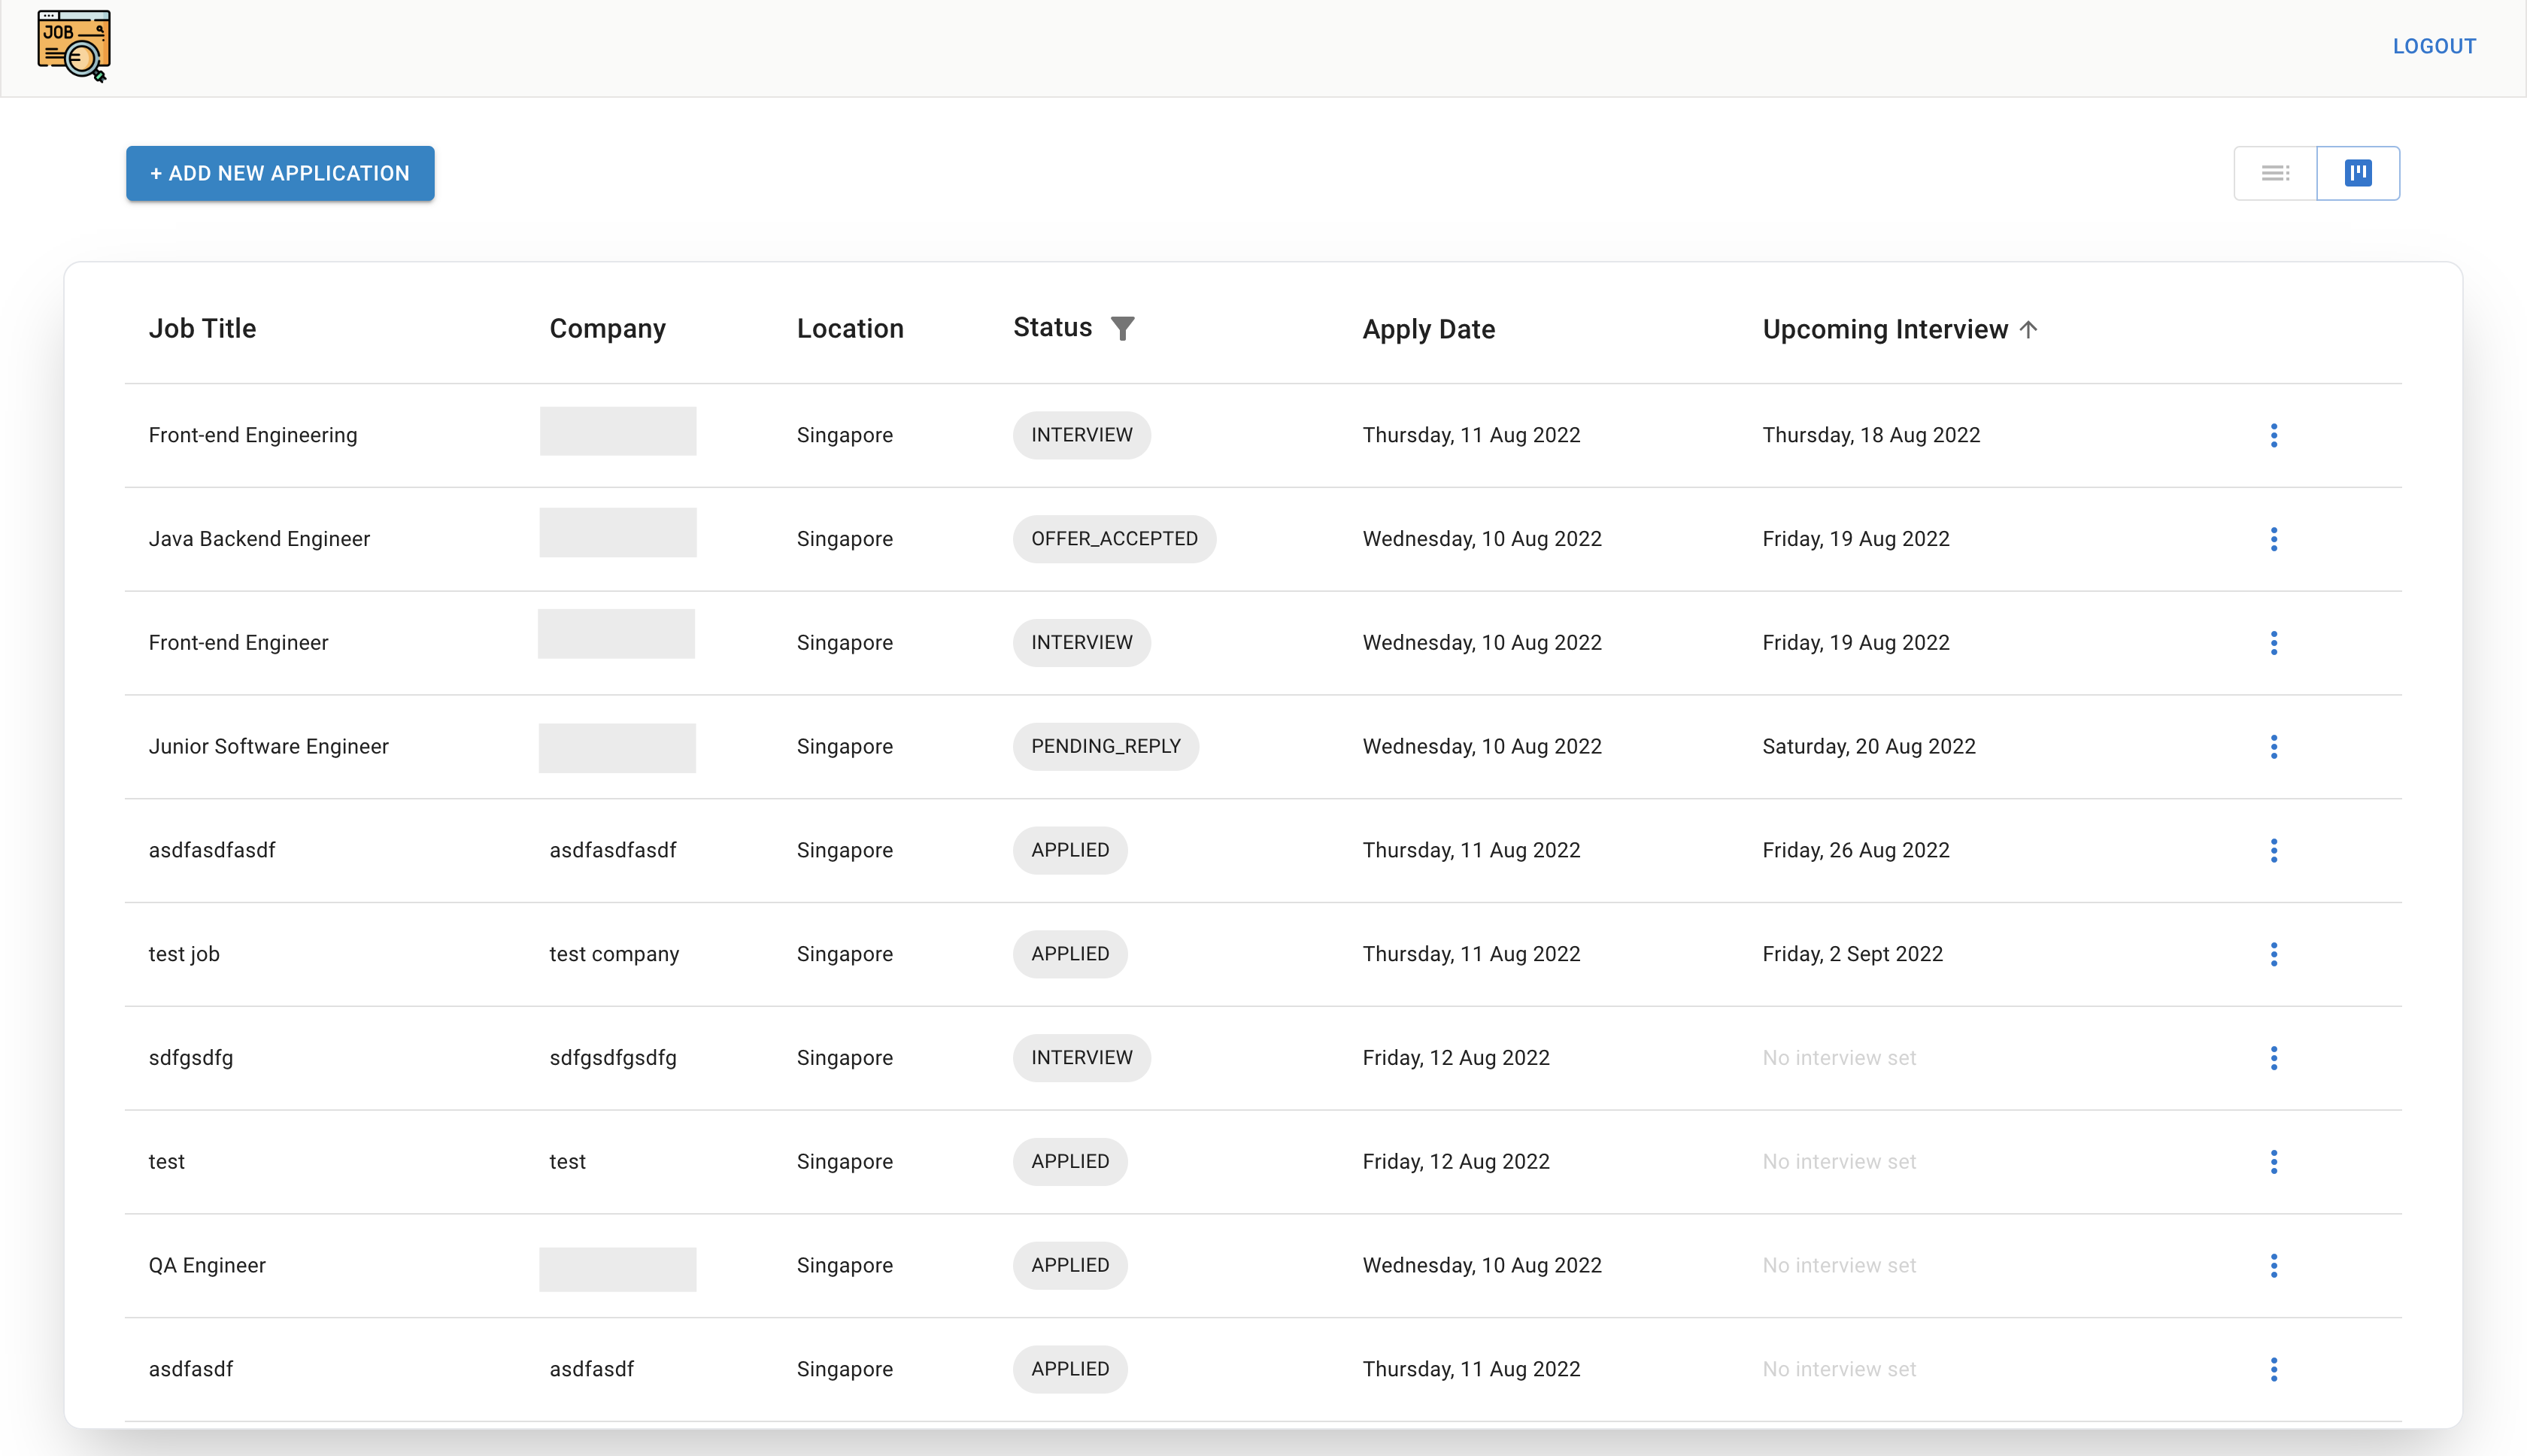 JOB
LOGOUT
+ ADD NEW APPLICATION
Job Title Company Location Status Apply Date Upcoming Interview
Front-end Engineering Singapore INTERVIEW Thursday, 11 Aug 2022 Thursday, 18 Aug 2022
Java Backend Engineer Singapore OFFER_ACCEPTED Wednesday, 10 Aug 2022 Friday, 19 Aug 2022
Front-end Engineer Singapore INTERVIEW Wednesday, 10 Aug 2022 Friday, 19 Aug 2022
Junior Software Engineer Singapore PENDING_REPLY Wednesday, 10 Aug 2022 Saturday, 20 Aug 2022
asdfasdfasdf asdfasdfasdf Singapore APPLIED Thursday, 11 Aug 2022 Friday, 26 Aug 2022
test job test company Singapore APPLIED Thursday, 11 Aug 2022 Friday, 2 Sept 2022
sdfgsdfg sdfgsdfgsdfg Singapore INTERVIEW Friday, 12 Aug 2022 No interview set
test test Singapore APPLIED Friday, 12 Aug 2022 No interview set
QA Engineer Singapore APPLIED Wednesday, 10 Aug 2022 No interview set
asdfasdf asdfasdf Singapore APPLIED Thursday, 11 Aug 2022 No interview set